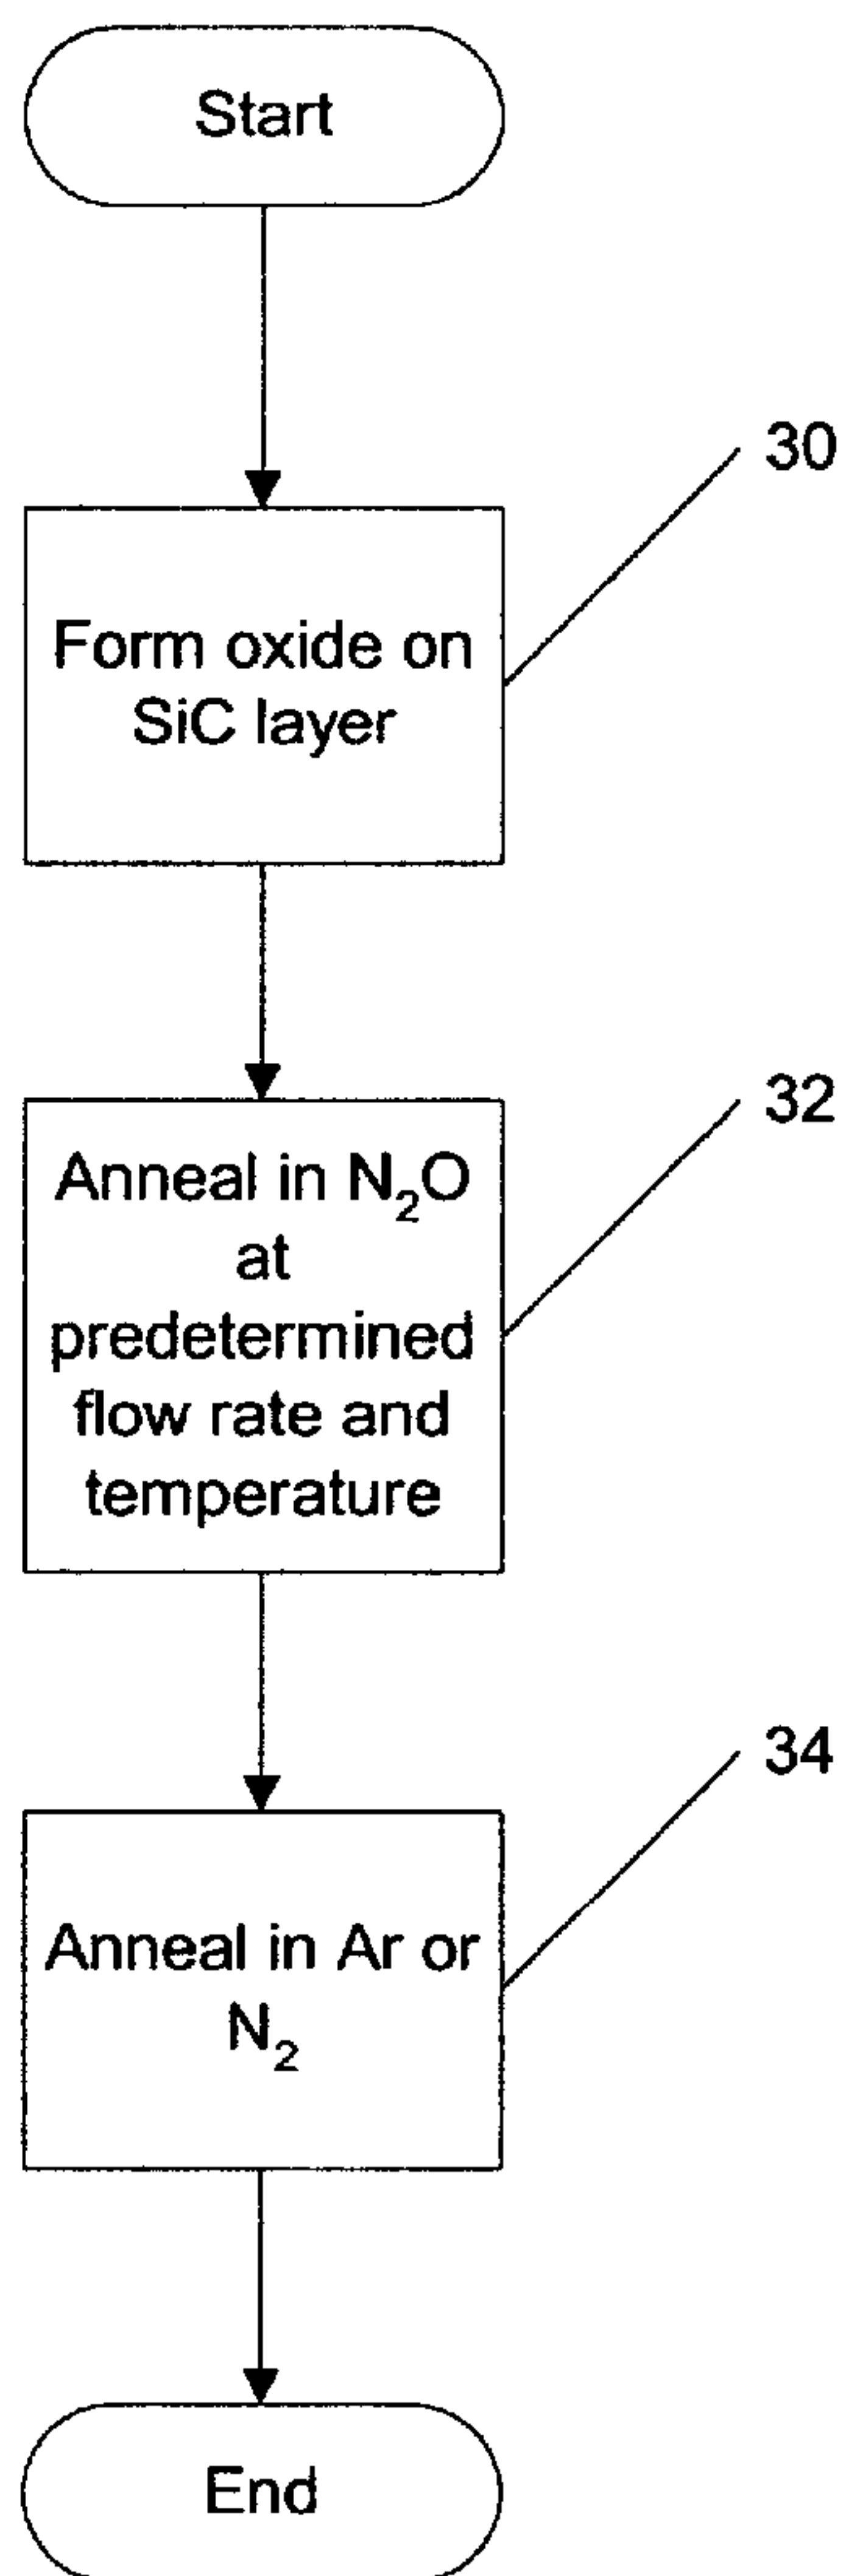 Start
30
Form oxide on
SiC layer
32
Anneal in N₂O
at
predetermined
flow rate and
temperature
34
Anneal in Ar or
N₂
End